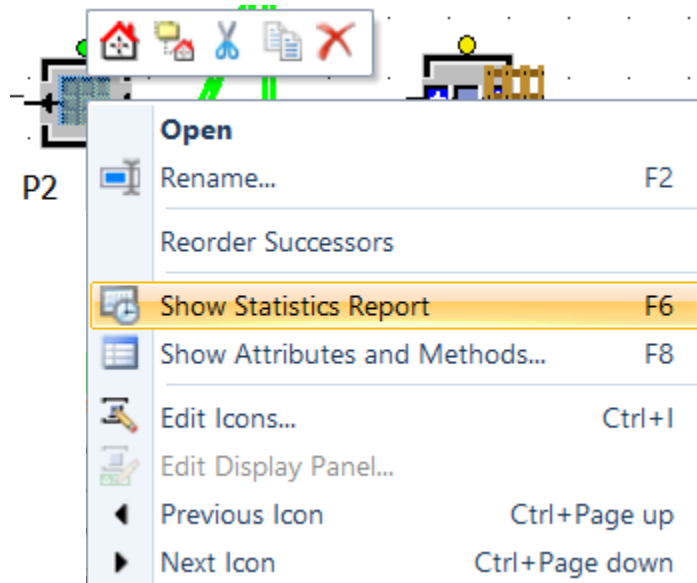 Open
P2
Rename... F2
Reorder Successors
Show Statistics Report F6
Show Attributes and Methods... F8
Edit Icons... Ctrl+I
Edit Display Panel...
Previous Icon Ctrl+Page up
Next Icon Ctrl+Page down